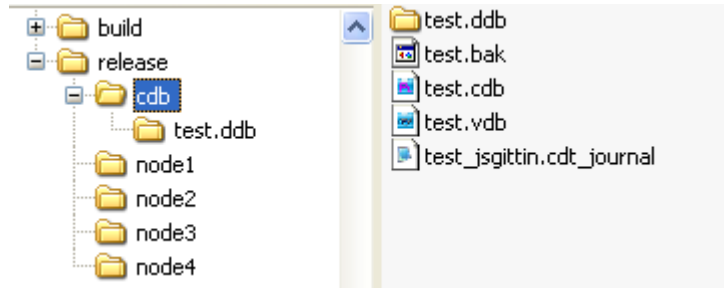 build
release
cdb
test.ddb
node1
node2
node3
node4
test.ddb
test.bak
test.cdb
test.vdb
test_jsgittin.cdt_journal